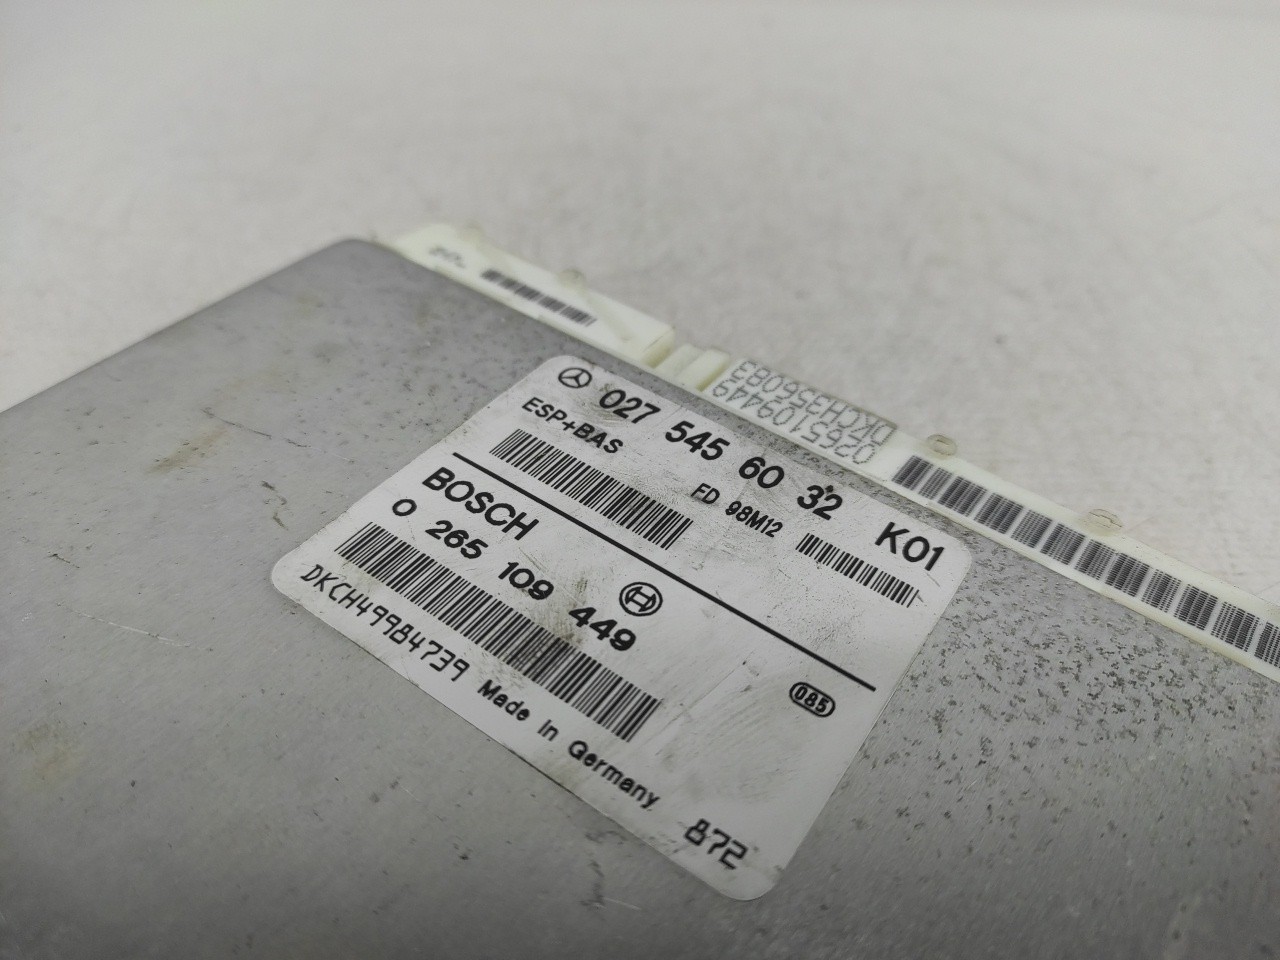 0265109449
DKCH356083
027 545 60 32 K01
ESP+BAS
FD 98M12
BOSCH
0 265 109 449
DKCH49984739 Made in Germany
085
872